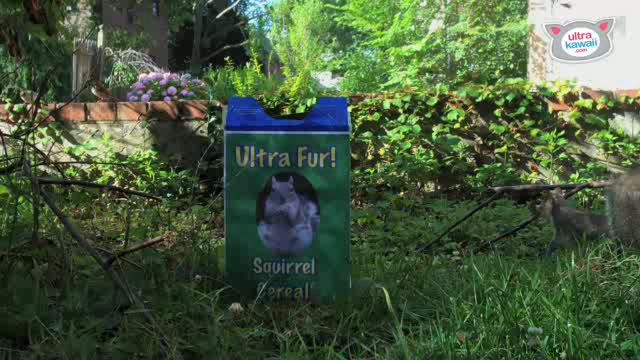 ultra
kawaii
.com
Ultra Fur!
Squirrel
Cereal